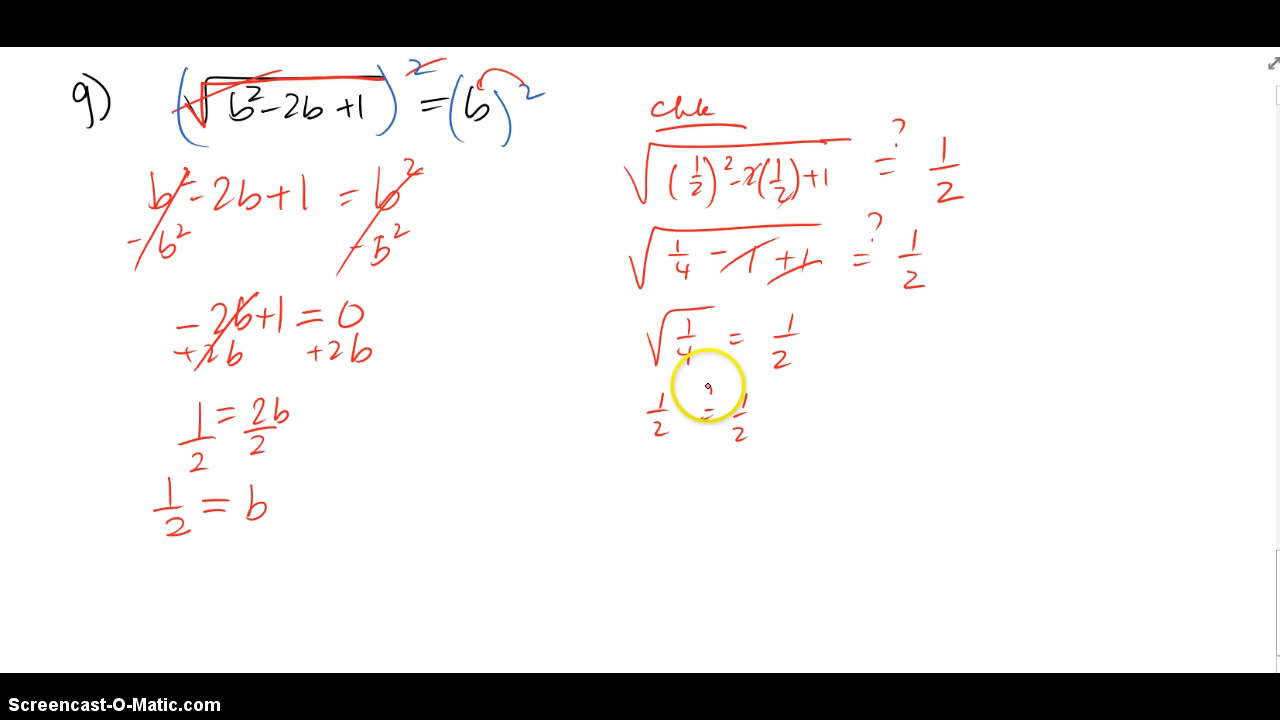 9) (√(b² - 2b + 1))² = (b)²
b² - 2b + 1 = b²
-b² -b²
-2b + 1 = 0
+2b +2b
1/2 = 2b/2
1/2 = b
chk
√((1/2)² - 2(1/2) + 1) ?= 1/2
√(1/4 - 1 + 1) ?= 1/2
√(1/4) = 1/2
1/2 ?= 1/2
Screencast-O-Matic.com